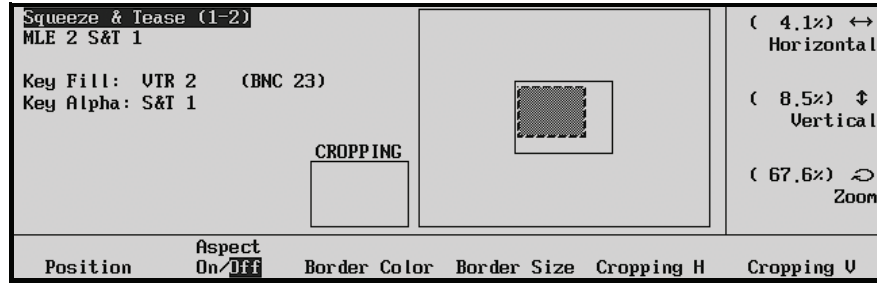 Squeeze & Tease (1-2)
MLE 2 S&T 1
Key Fill: VTR 2 (BNC 23)
Key Alpha: S&T 1
CROPPING
( 4.1%) ↔
Horizontal
( 8.5%) ↕
Vertical
( 67.6%)
Zoom
Position
Aspect
On/Off
Border Color
Border Size
Cropping H
Cropping V